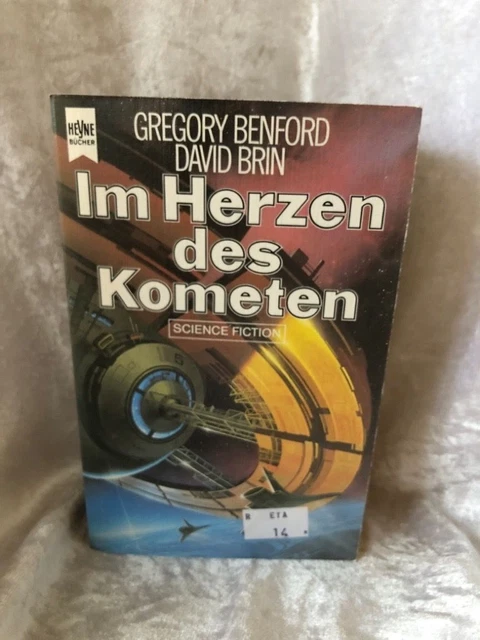 HEYNE
BÜCHER
GREGORY BENFORD
DAVID BRIN
Im Herzen
des
Kometen
SCIENCE FICTION
ETA
14